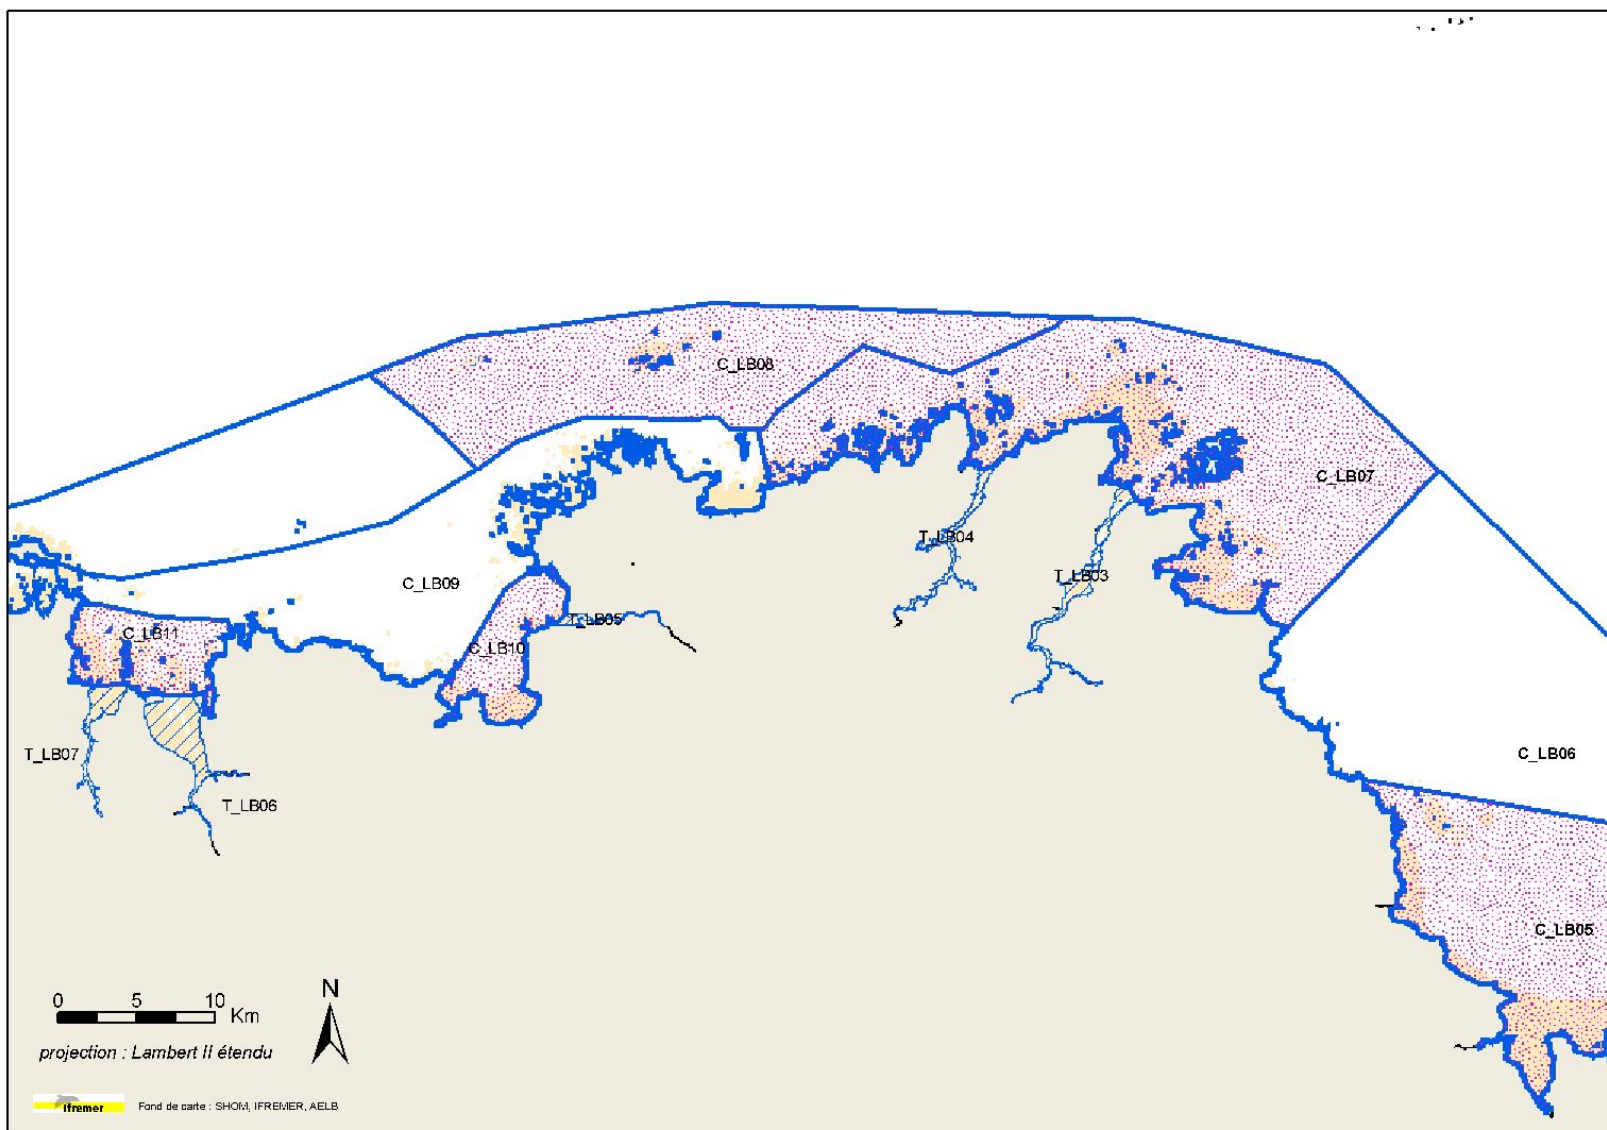 C_LB08
C_LB07
T_LB04
T_LB03
C_LB09
T_LB05
C_LB11
C_LB10
T_LB07
C_LB06
T_LB06
C_LB05
N
0 5 10 Km
projection : Lambert II étendu
Ifremer
Fond de carte : SHOM, IFREMER, AELB